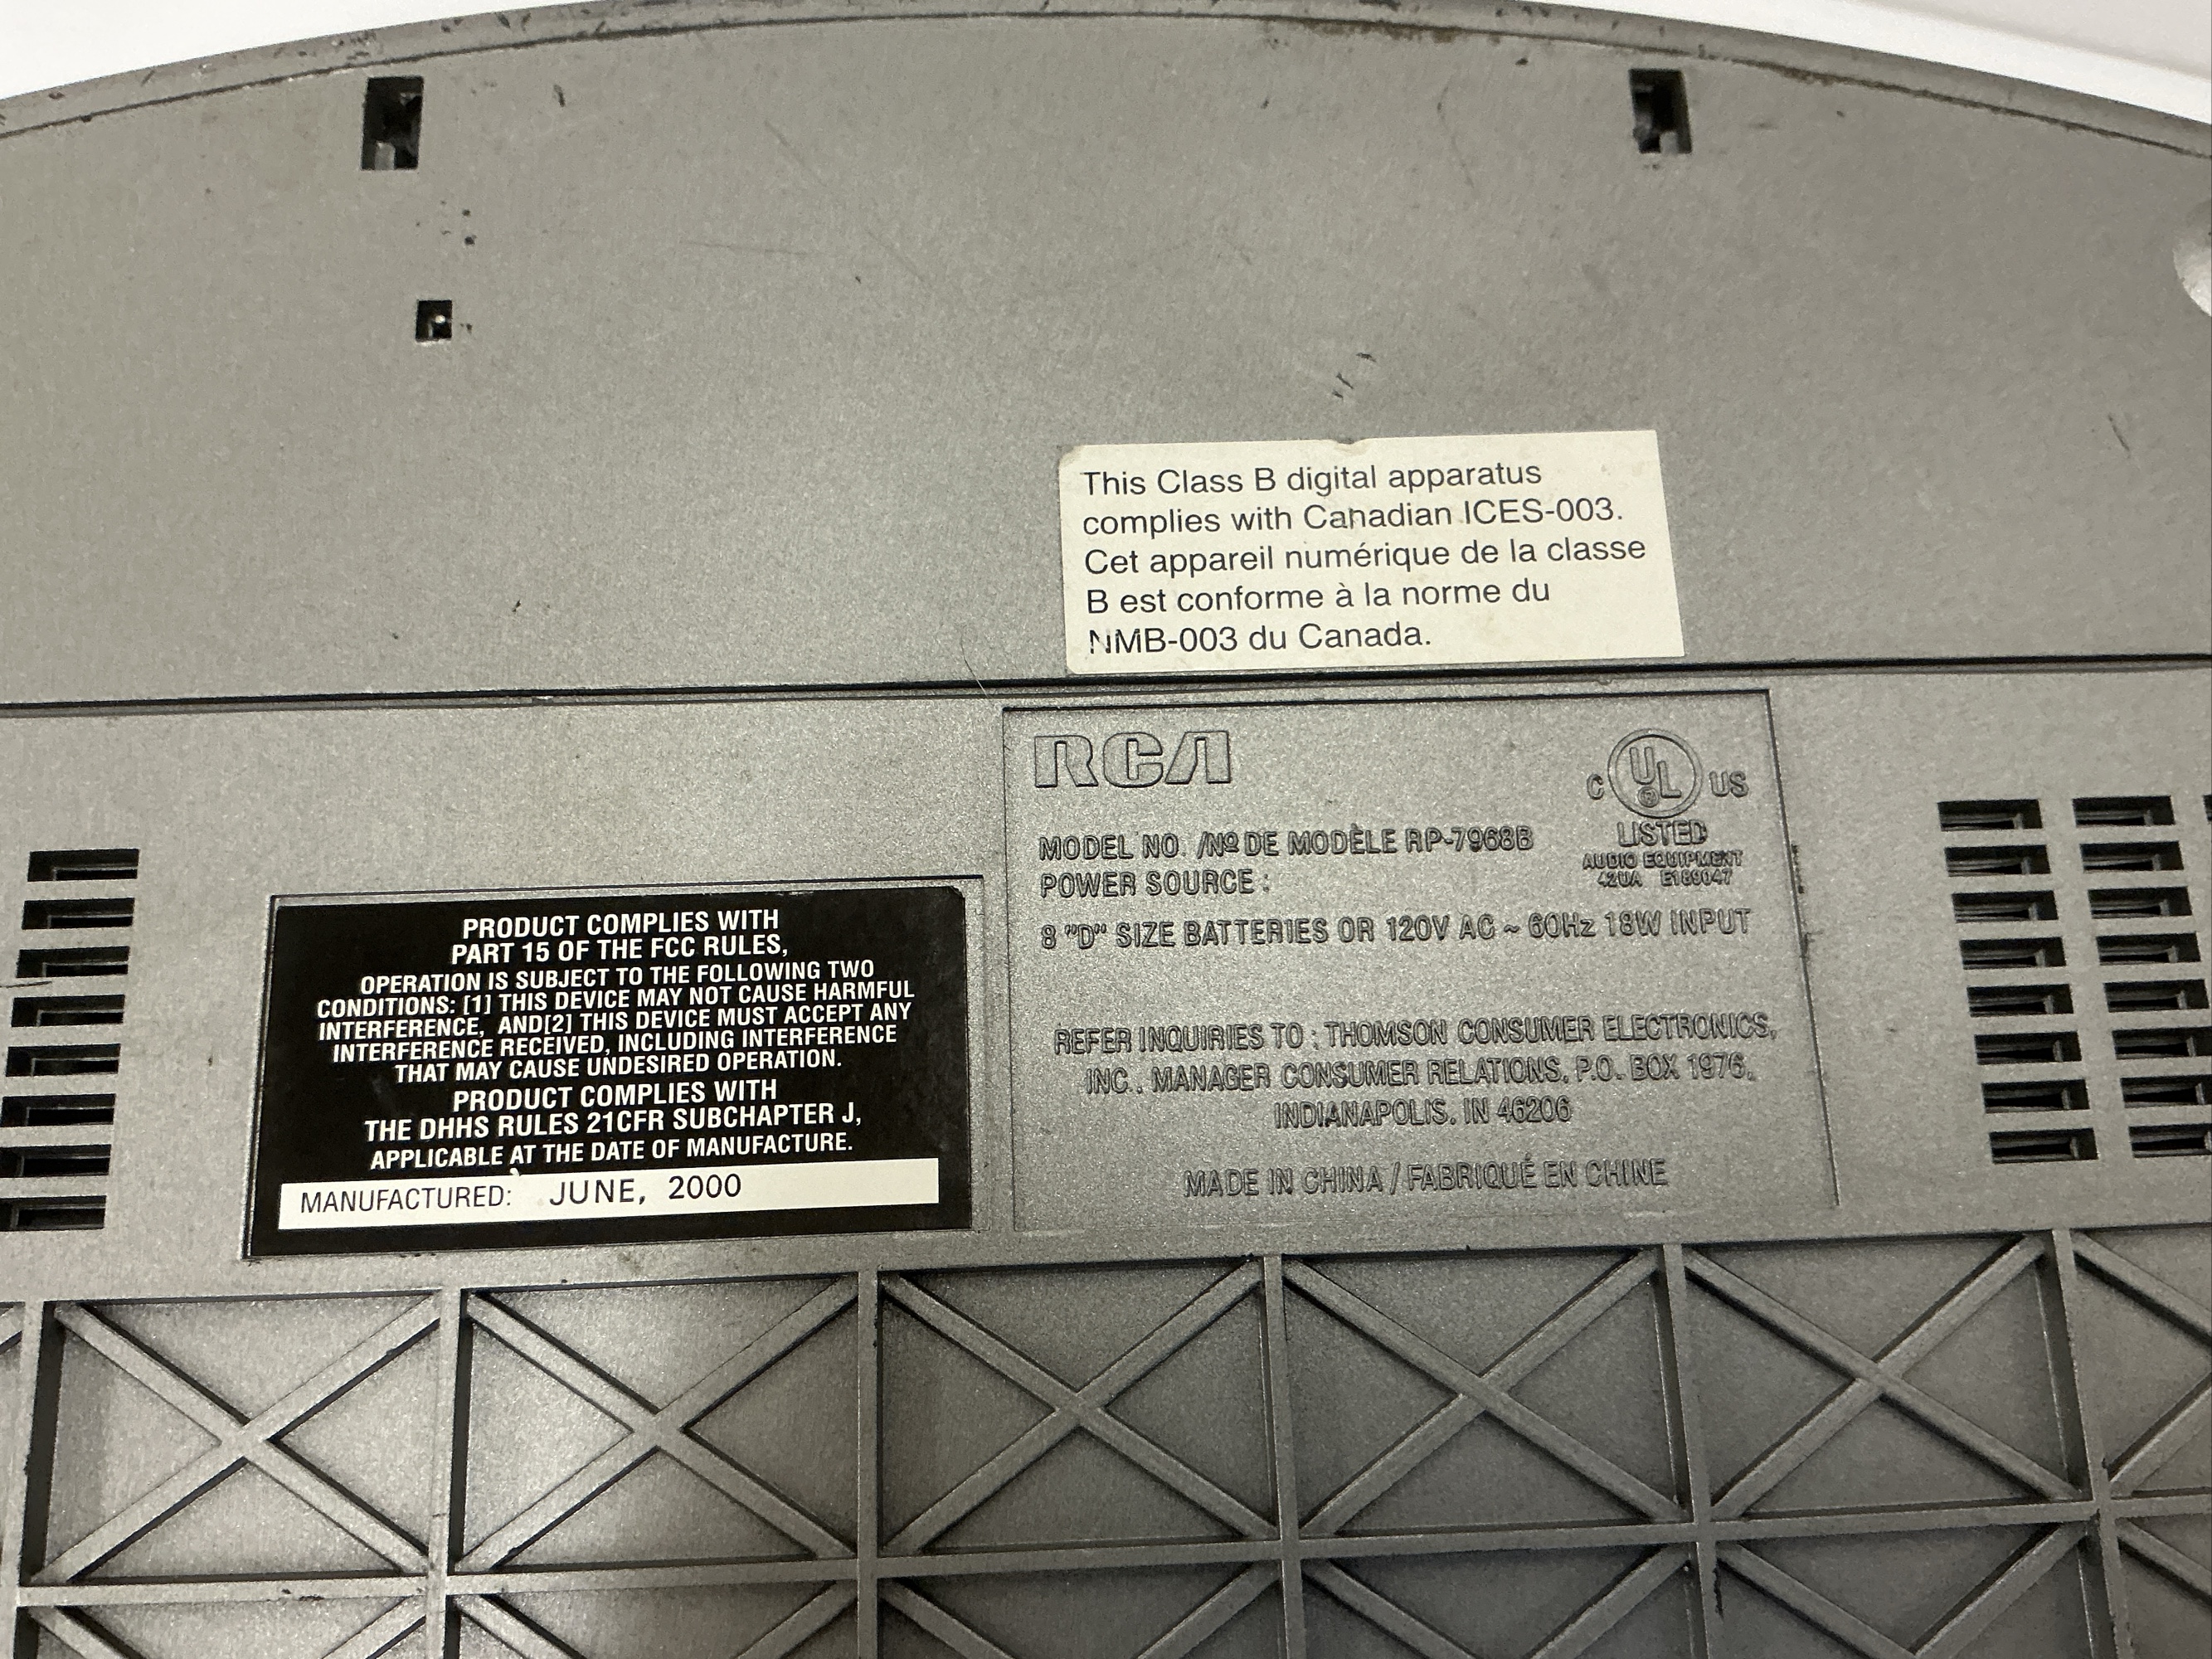 This Class B digital apparatus
complies with Canadian ICES-003.
Cet appareil numérique de la classe
B est conforme à la norme du
NMB-003 du Canada.
RCA
C UL ® US
LISTED
AUDIO EQUIPMENT
42UA E189047
MODEL NO. /Nº DE MODÈLE RP-7968B
POWER SOURCE :
8 "D" SIZE BATTERIES OR 120V AC ~ 60Hz 18W INPUT
REFER INQUIRIES TO : THOMSON CONSUMER ELECTRONICS,
INC., MANAGER CONSUMER RELATIONS, P.O. BOX 1976,
INDIANAPOLIS, IN 46206
MADE IN CHINA / FABRIQUÉ EN CHINE
PRODUCT COMPLIES WITH
PART 15 OF THE FCC RULES,
OPERATION IS SUBJECT TO THE FOLLOWING TWO
CONDITIONS: [1] THIS DEVICE MAY NOT CAUSE HARMFUL
INTERFERENCE, AND[2] THIS DEVICE MUST ACCEPT ANY
INTERFERENCE RECEIVED, INCLUDING INTERFERENCE
THAT MAY CAUSE UNDESIRED OPERATION.
PRODUCT COMPLIES WITH
THE DHHS RULES 21CFR SUBCHAPTER J,
APPLICABLE AT THE DATE OF MANUFACTURE.
MANUFACTURED: JUNE, 2000